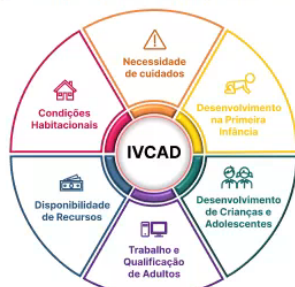 Necessidade
de cuidados
Desenvolvimento
na Primeira
Infância
Desenvolvimento
de Crianças e
Adolescentes
Trabalho e
Qualificação
de Adultos
Disponibilidade
de Recursos
Condições
Habitacionais
IVCAD